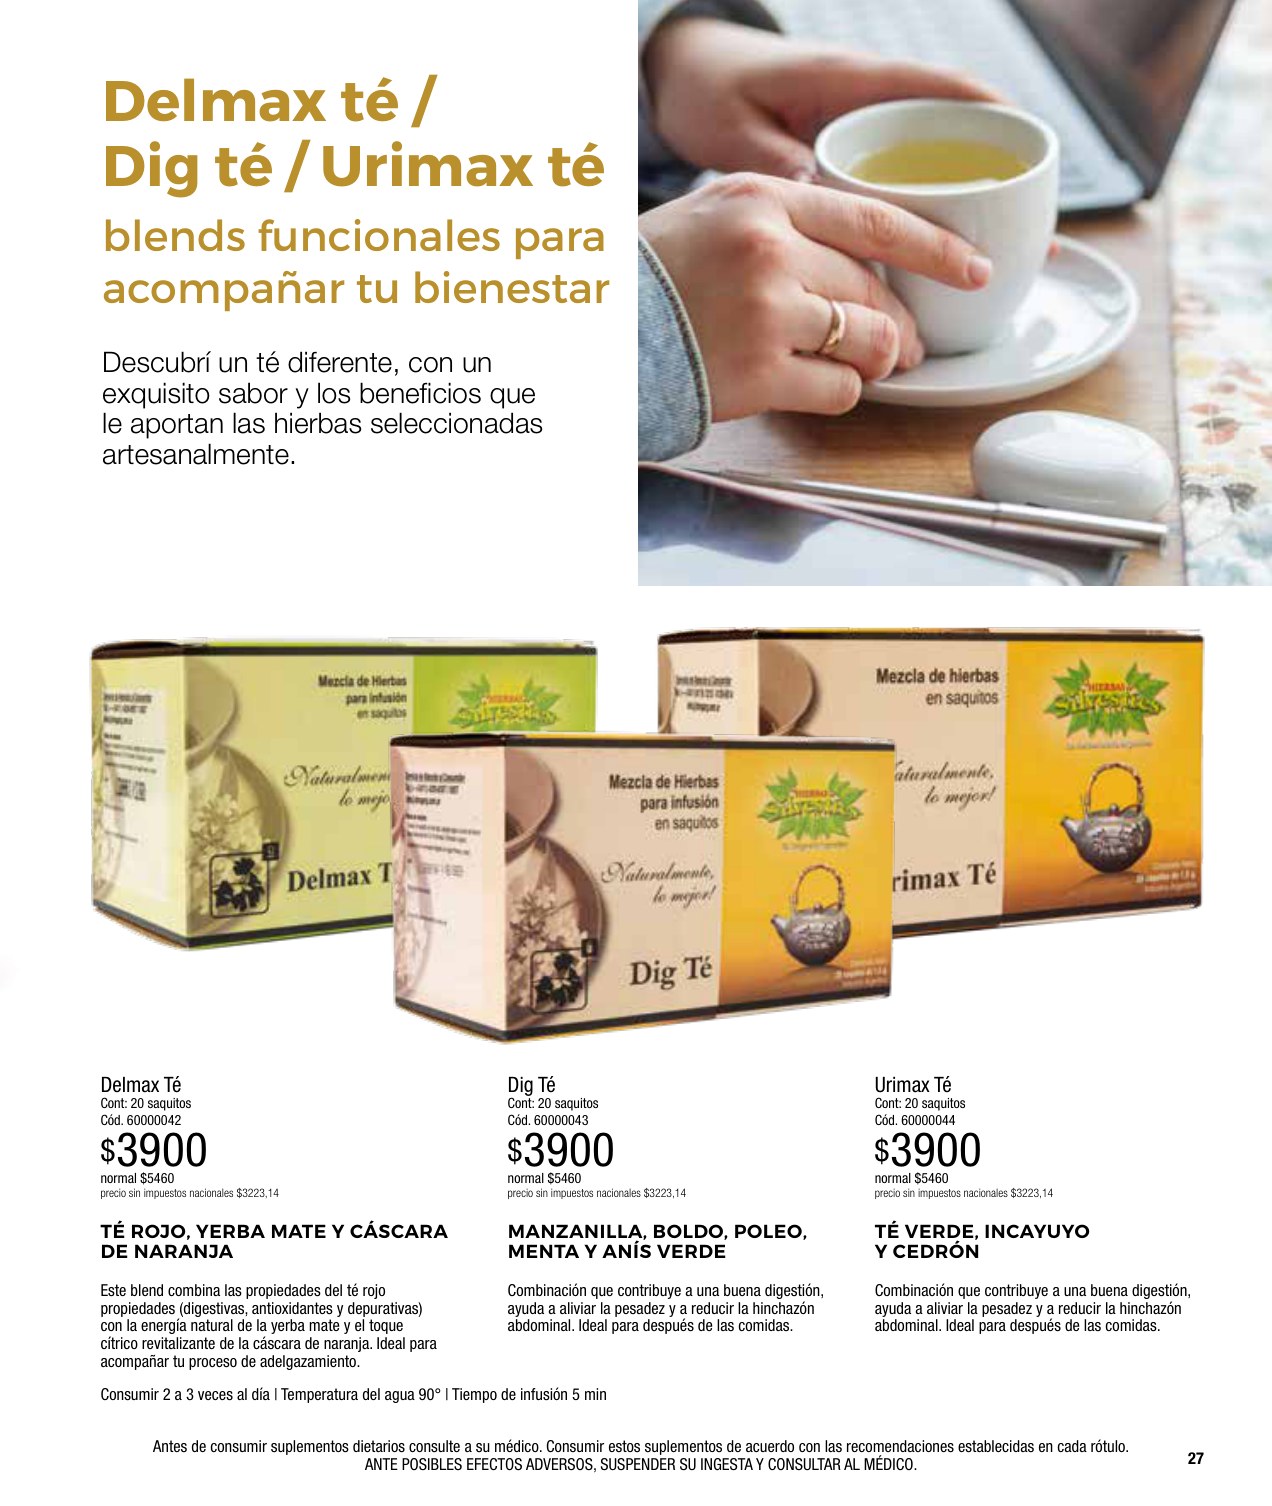 Delmax té /
Dig té / Urimax té
blends funcionales para
acompañar tu bienestar
Descubrí un té diferente, con un
exquisito sabor y los beneficios que
le aportan las hierbas seleccionadas
artesanalmente.
Mezcla de Hierbas
para infusión
en saquitos
HIERBAS
Silvestres
Naturalmen
lo mejo
Delmax T
Mezcla de Hierbas
para infusión
en saquitos
HIERBAS
Silvestres
Naturalmente,
lo mejor!
Dig Té
Mezcla de hierbas
en saquitos
HIERBAS
Silvestres
aturalmente,
lo mejor!
rimax Té
Delmax Té
Cont: 20 saquitos
Cód. 60000042
$3900
normal $5460
precio sin impuestos nacionales $3223,14
TÉ ROJO, YERBA MATE Y CÁSCARA
DE NARANJA
Este blend combina las propiedades del té rojo
propiedades (digestivas, antioxidantes y depurativas)
con la energía natural de la yerba mate y el toque
cítrico revitalizante de la cáscara de naranja. Ideal para
acompañar tu proceso de adelgazamiento.
Dig Té
Cont: 20 saquitos
Cód. 60000043
$3900
normal $5460
precio sin impuestos nacionales $3223,14
MANZANILLA, BOLDO, POLEO,
MENTA Y ANÍS VERDE
Combinación que contribuye a una buena digestión,
ayuda a aliviar la pesadez y a reducir la hinchazón
abdominal. Ideal para después de las comidas.
Urimax Té
Cont: 20 saquitos
Cód. 60000044
$3900
normal $5460
precio sin impuestos nacionales $3223,14
TÉ VERDE, INCAYUYO
Y CEDRÓN
Combinación que contribuye a una buena digestión,
ayuda a aliviar la pesadez y a reducir la hinchazón
abdominal. Ideal para después de las comidas.
Consumir 2 a 3 veces al día | Temperatura del agua 90° | Tiempo de infusión 5 min
Antes de consumir suplementos dietarios consulte a su médico. Consumir estos suplementos de acuerdo con las recomendaciones establecidas en cada rótulo.
ANTE POSIBLES EFECTOS ADVERSOS, SUSPENDER SU INGESTA Y CONSULTAR AL MÉDICO.
27